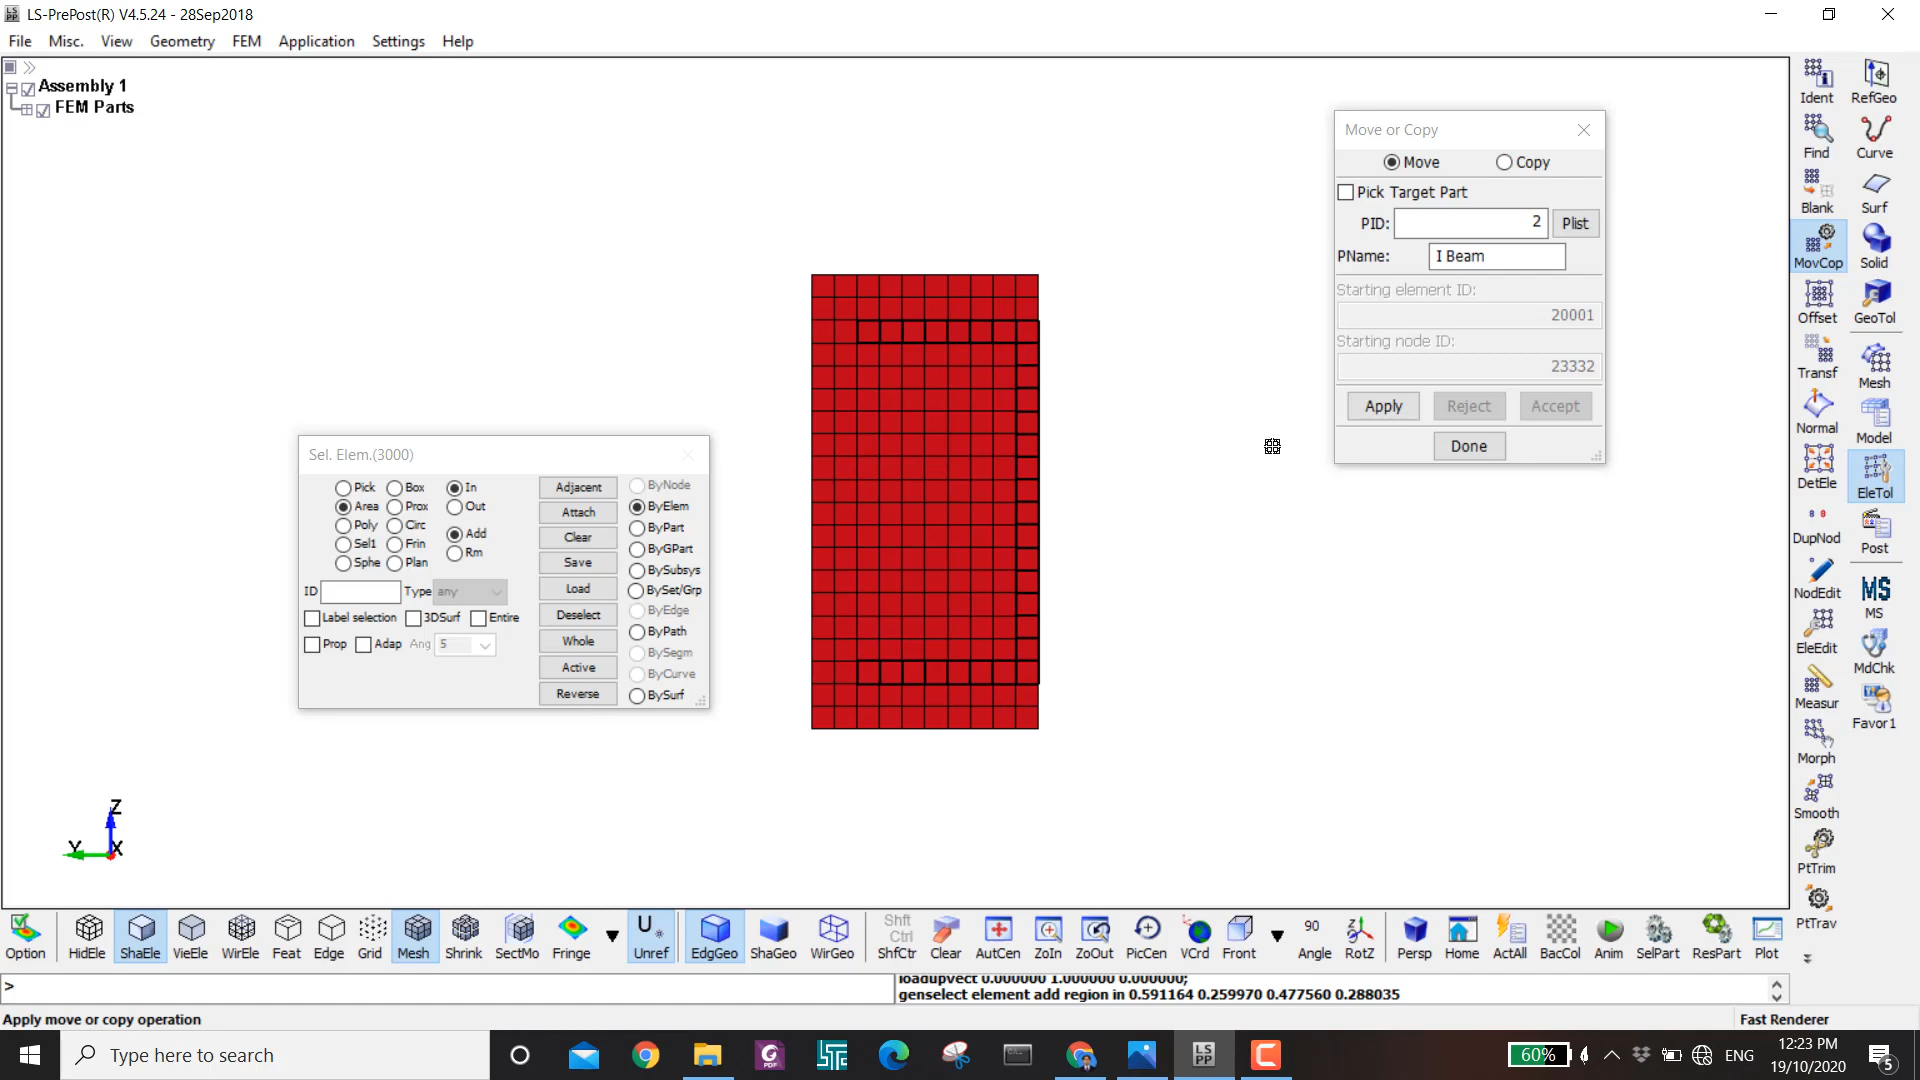 LS-PrePost(R) V4.5.24 - 28Sep2018
File Misc. View Geometry FEM Application Settings Help
Assembly 1
FEM Parts
Move or Copy
Move Copy
Pick Target Part
PID: 2 Plist
PName: I Beam
Starting element ID:
20001
Starting node ID:
23332
Apply Reject Accept
Done
Sel. Elem.(3000)
Pick Box In Adjacent ByNode
Area Prox Out Attach ByElem
Poly Circ Add Clear ByPart
Sel1 Frin Rm Save ByGPart
Sphe Plan Load BySubsys
ID Type any Deselect BySet/Grp
Label selection 3DSurf Entire Whole ByEdge
Prop Adap Ang 5 Active ByPath
Reverse BySegm
ByCurve
BySurf
Z
Y X
Ident RefGeo
Find Curve
Blank Surf
MovCop Solid
Offset GeoTol
Transf Mesh
Normal Model
DetEle EleTol
DupNod Post
NodEdit MS
MS
EleEdit MdChk
Measur Favor1
Morph
Smooth
PtTrim
PtTrav
Option HidEle ShaEle VieEle WirEle Feat Edge Grid Mesh Shrink SectMo Fringe U Unref EdgGeo ShaGeo WirGeo Shft Ctrl ShfCtr Clear AutCen ZoIn ZoOut PicCen VCrd Front 90 Angle RotZ Persp Home ActAll BacCol Anim SelPart ResPart Plot
>
loadupvect 0.000000 1.000000 0.000000;
genselect element add region in 0.591164 0.259970 0.477560 0.288035
Apply move or copy operation
Fast Renderer
Type here to search
60%
ENG
12:23 PM
19/10/2020
5